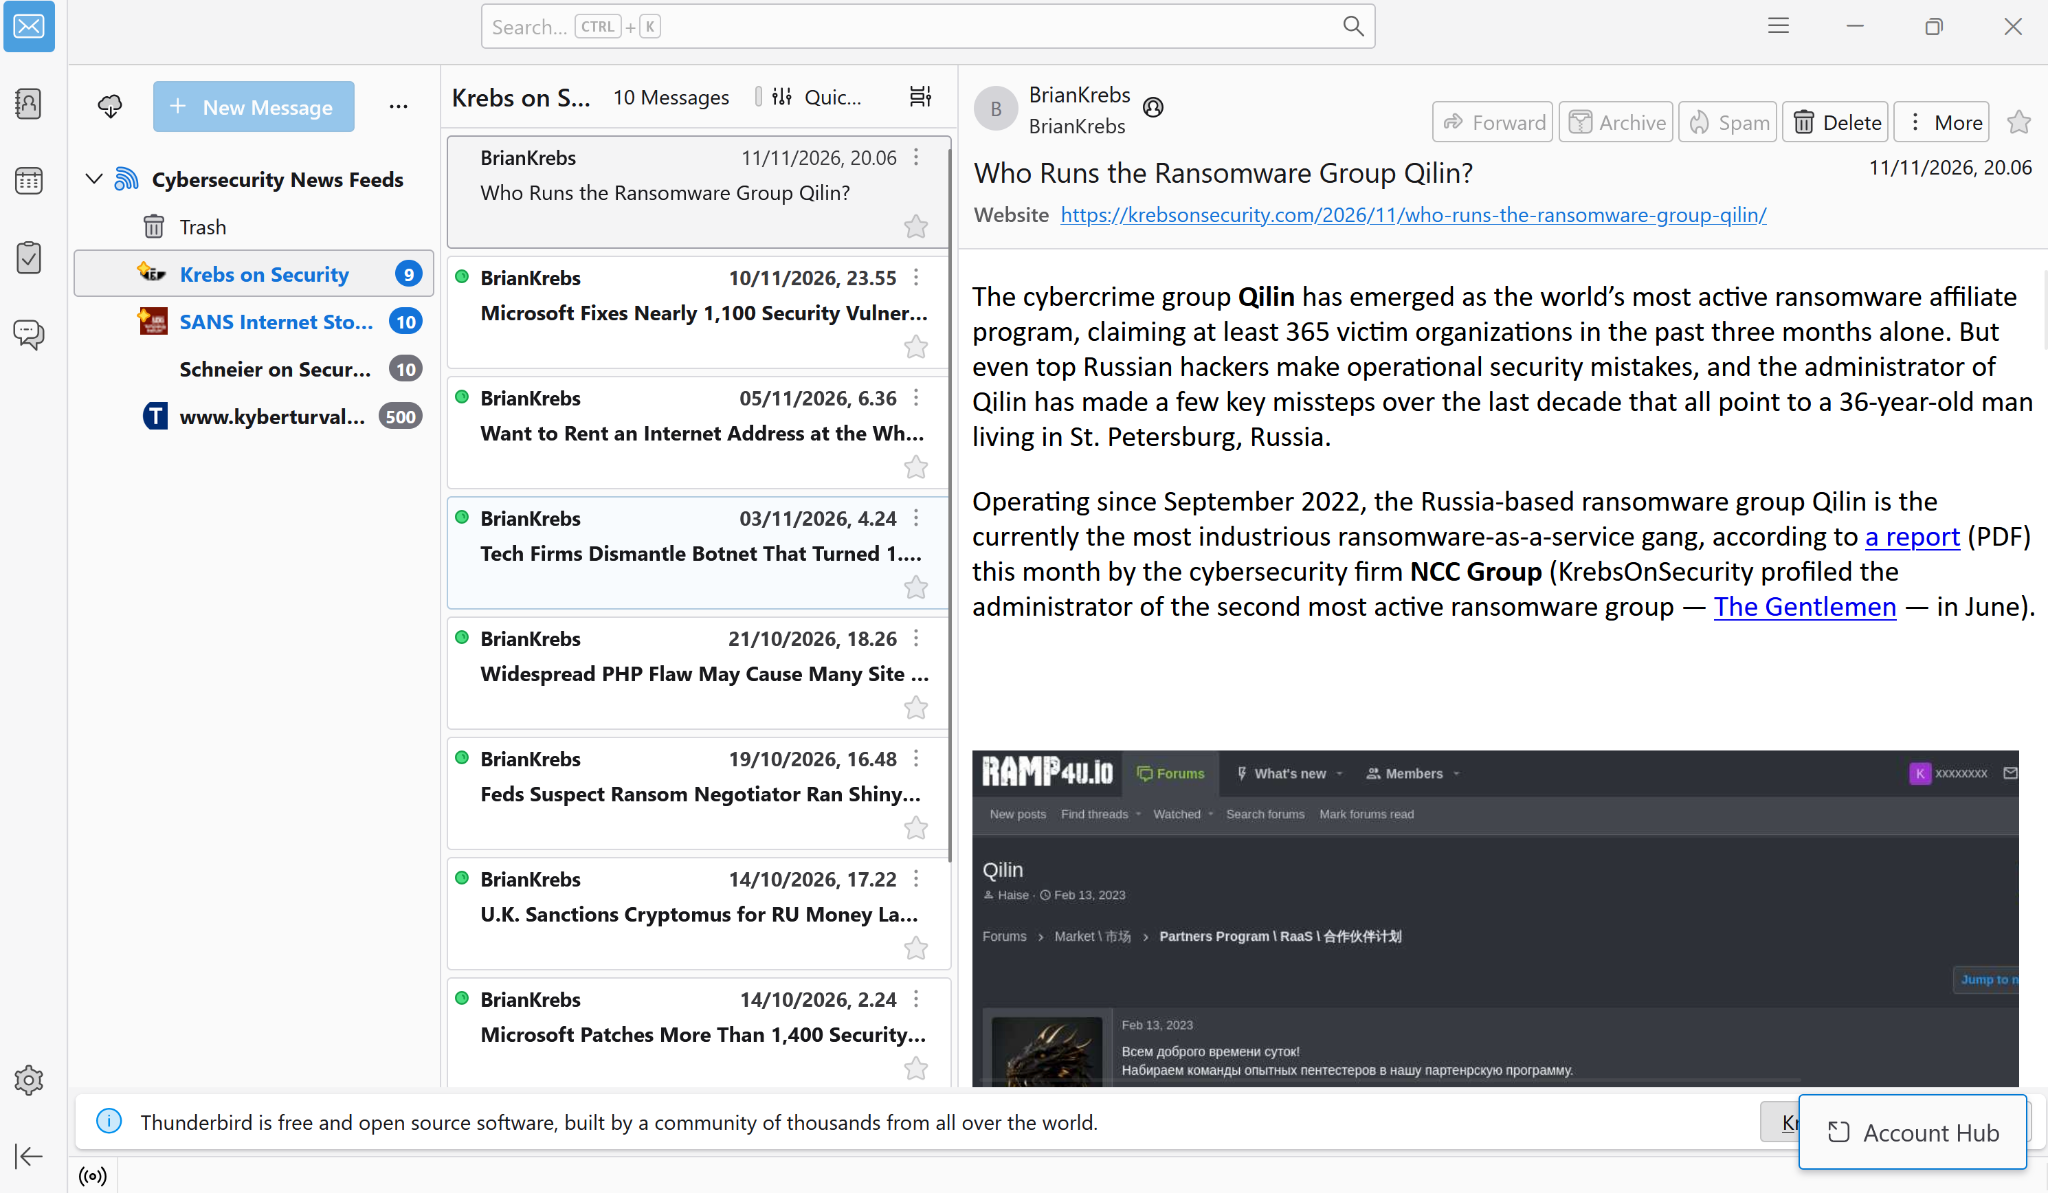 Search... CTRL + K
New Message
Cybersecurity News Feeds
Trash
Krebs on Security 9
SANS Internet Sto... 10
Schneier on Secur... 10
T www.kyberturval... 500
Krebs on S... 10 Messages Quic...
BrianKrebs 11/11/2026, 20.06
Who Runs the Ransomware Group Qilin?
BrianKrebs 10/11/2026, 23.55
Microsoft Fixes Nearly 1,100 Security Vulner...
BrianKrebs 05/11/2026, 6.36
Want to Rent an Internet Address at the Wh...
BrianKrebs 03/11/2026, 4.24
Tech Firms Dismantle Botnet That Turned 1....
BrianKrebs 21/10/2026, 18.26
Widespread PHP Flaw May Cause Many Site ...
BrianKrebs 19/10/2026, 16.48
Feds Suspect Ransom Negotiator Ran Shiny...
BrianKrebs 14/10/2026, 17.22
U.K. Sanctions Cryptomus for RU Money La...
BrianKrebs 14/10/2026, 2.24
Microsoft Patches More Than 1,400 Security...
B
BrianKrebs
BrianKrebs
Forward Archive Spam Delete More
Who Runs the Ransomware Group Qilin? 11/11/2026, 20.06
Website https://krebsonsecurity.com/2026/11/who-runs-the-ransomware-group-qilin/
The cybercrime group Qilin has emerged as the world’s most active ransomware affiliate
program, claiming at least 365 victim organizations in the past three months alone. But
even top Russian hackers make operational security mistakes, and the administrator of
Qilin has made a few key missteps over the last decade that all point to a 36-year-old man
living in St. Petersburg, Russia.
Operating since September 2022, the Russia-based ransomware group Qilin is the
currently the most industrious ransomware-as-a-service gang, according to a report (PDF)
this month by the cybersecurity firm NCC Group (KrebsOnSecurity profiled the
administrator of the second most active ransomware group — The Gentlemen — in June).
RAMP4U.IO Forums What's new Members K xxxxxxxx
New posts Find threads Watched Search forums Mark forums read
Qilin
Haise · Feb 13, 2023
Forums › Market \ 市场 › Partners Program \ RaaS \ 合作伙伴计划
Jump to n
Feb 13, 2023
Всем доброго времени суток!
Набираем команды опытных пентестеров в нашу партенрскую программу.
Thunderbird is free and open source software, built by a community of thousands from all over the world.
Account Hub